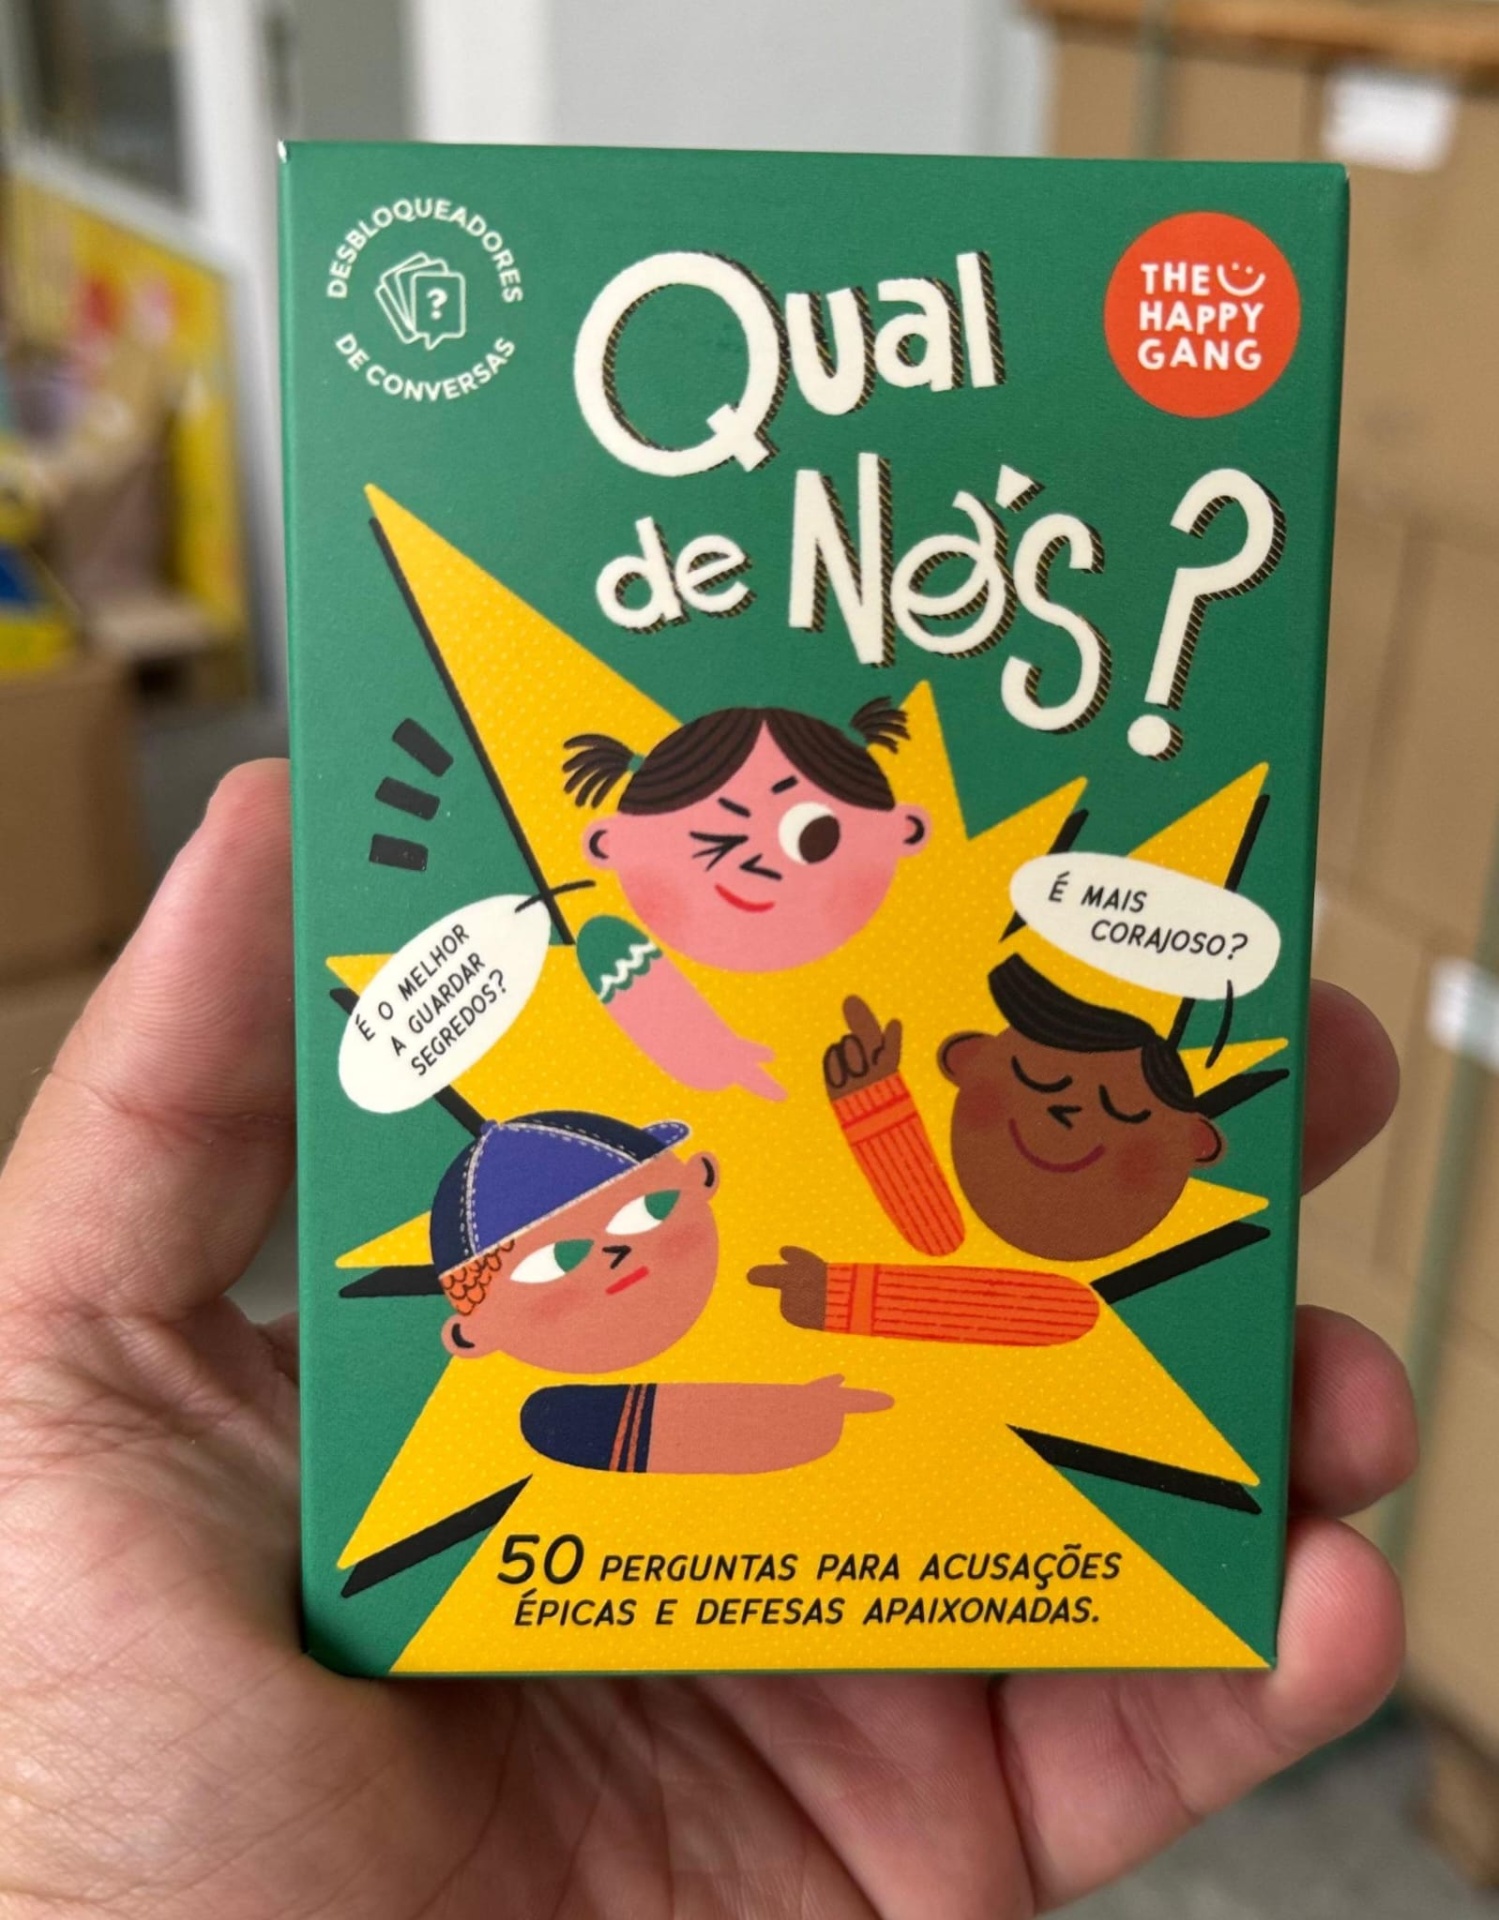 DESBLOQUEADORES
DE CONVERSAS
?
THE
HAPPY
GANG
Qual
de Nós?
É MAIS
CORAJOSO?
É O MELHOR
A GUARDAR
SEGREDOS?
50 PERGUNTAS PARA ACUSAÇÕES
ÉPICAS E DEFESAS APAIXONADAS.